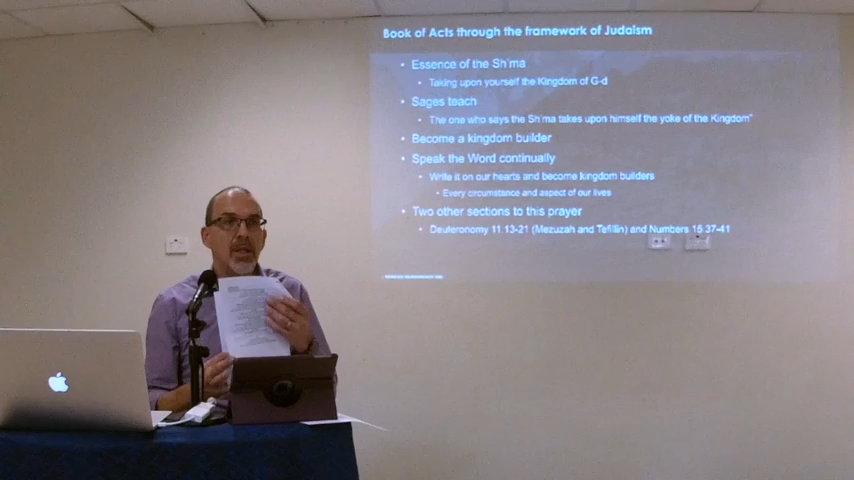 Book of Acts through the framework of Judaism
• Essence of the Sh'ma
• Taking upon yourself the Kingdom of G-d
• Sages teach
• The one who says the Sh'ma takes upon himself the yoke of the Kingdom"
• Become a kingdom builder
• Speak the Word continually
• Write it on our hearts and become kingdom builders
• Every circumstance and aspect of our lives
• Two other sections to this prayer
• Deuteronomy 11.13-21 (Mezuzah and Tefillin) and Numbers 15.37-41